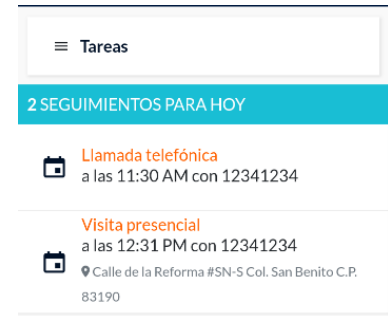 Tareas
2 SEGUIMIENTOS PARA HOY
Llamada telefónica
a las 11:30 AM con 12341234
Visita presencial
a las 12:31 PM con 12341234
Calle de la Reforma #SN-S Col. San Benito C.P.
83190